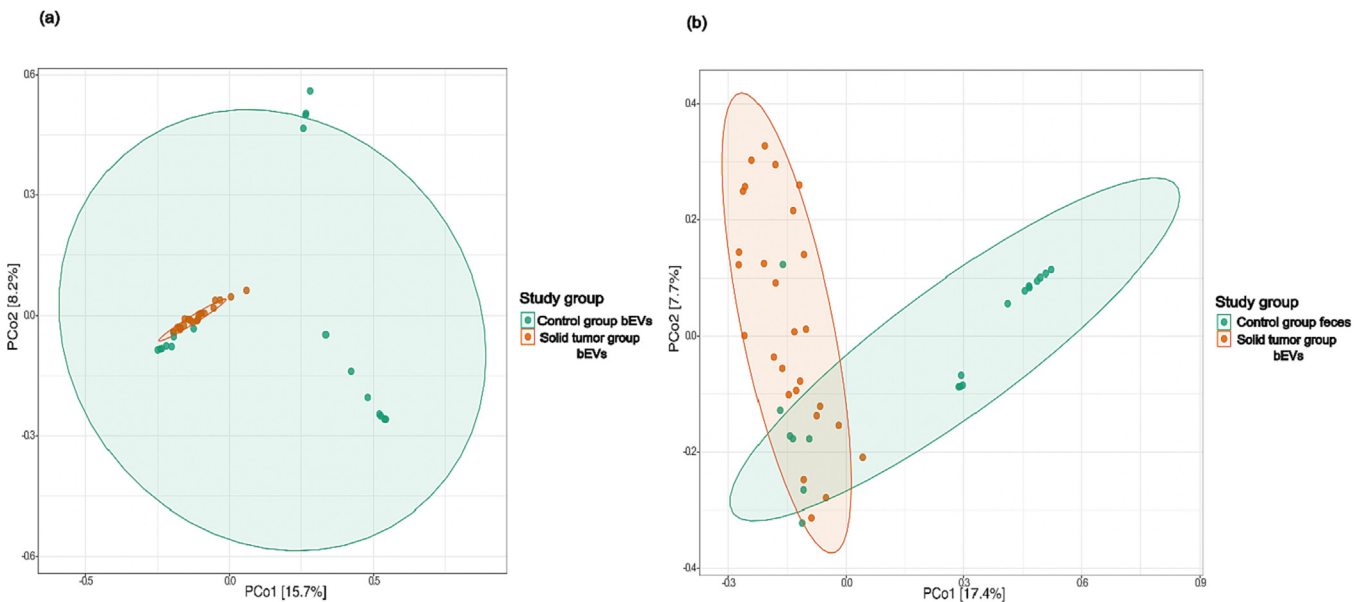 (a)
0.6
0.3
0.0
-0.3
-0.6
PCo2 [8.2%]
-0.5
0.0
0.5
PCo1 [15.7%]
Study group
Control group bEVs
Solid tumor group
bEVs
(b)
0.4
0.2
0.0
-0.2
-0.4
PCo2 [7.7%]
-0.3
0.0
0.3
0.6
0.9
PCo1 [17.4%]
Study group
Control group feces
Solid tumor group
bEVs